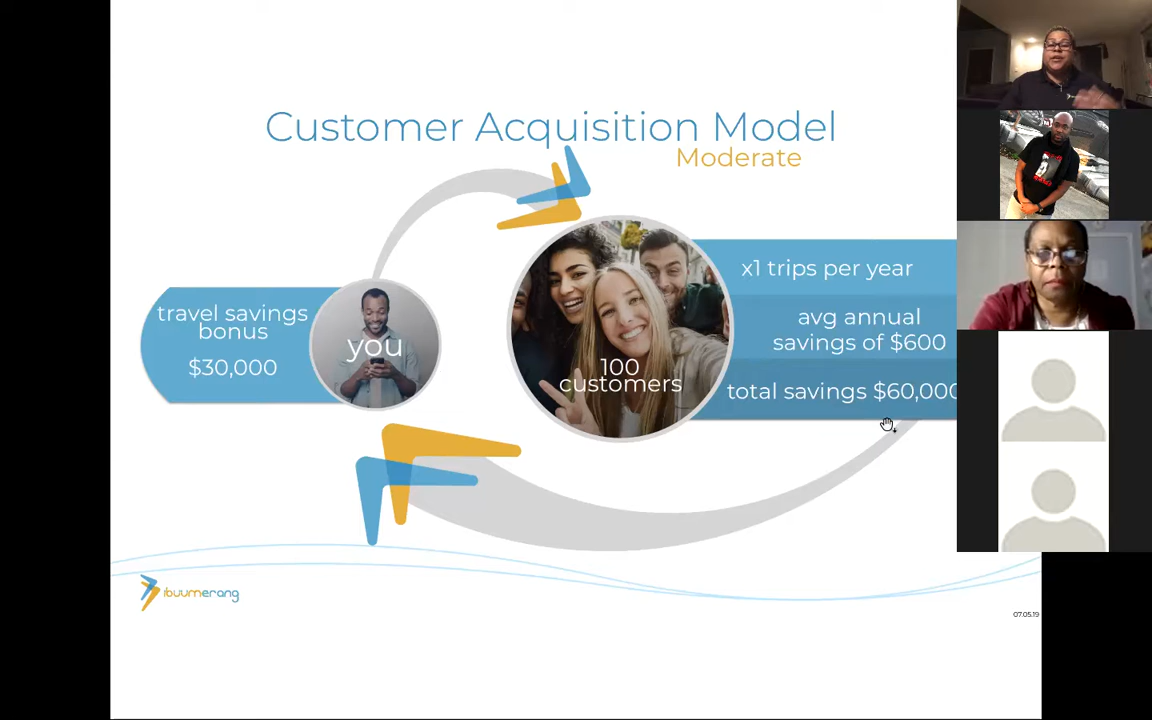 Customer Acquisition Model
Moderate
travel savings
bonus
$30,000
you
100
customers
x1 trips per year
avg annual
savings of $600
total savings $60,000
ibuumerang
07.05.19